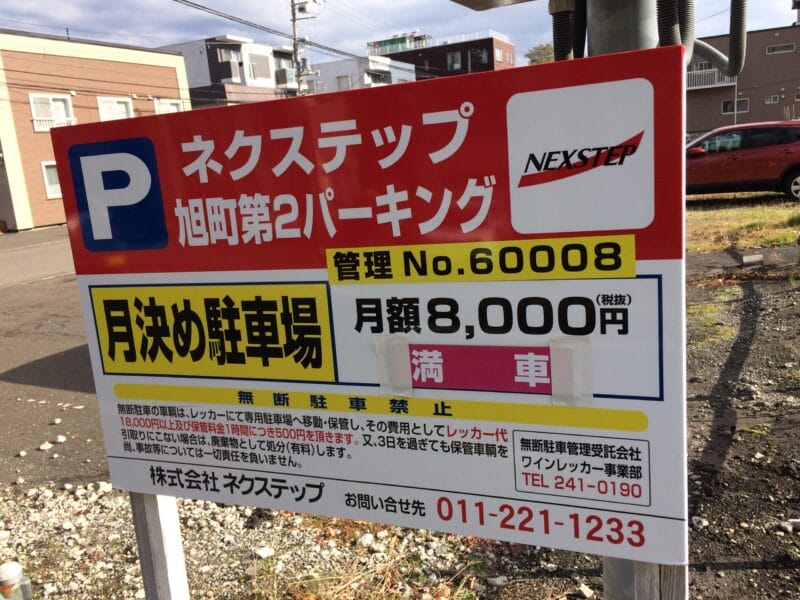 P
ネクステップ
旭町第2パーキング
NEXSTEP
管理 No.60008
月決め駐車場
月額8,000円(税抜)
満 車
無断駐車禁止
無断駐車の車輌は、レッカーにて専用駐車場へ移動・保管し、その費用としてレッカー代
18,000円以上及び保管料金1時間につき500円を頂きます。又、3日を過ぎても保管車輌を
引取りにこない場合は、廃棄物として処分(有料)します。
尚、事故等については一切責任を負いません。
無断駐車管理受託会社
ワインレッカー事業部
TEL 241-0190
株式会社 ネクステップ
お問い合せ先 011-221-1233